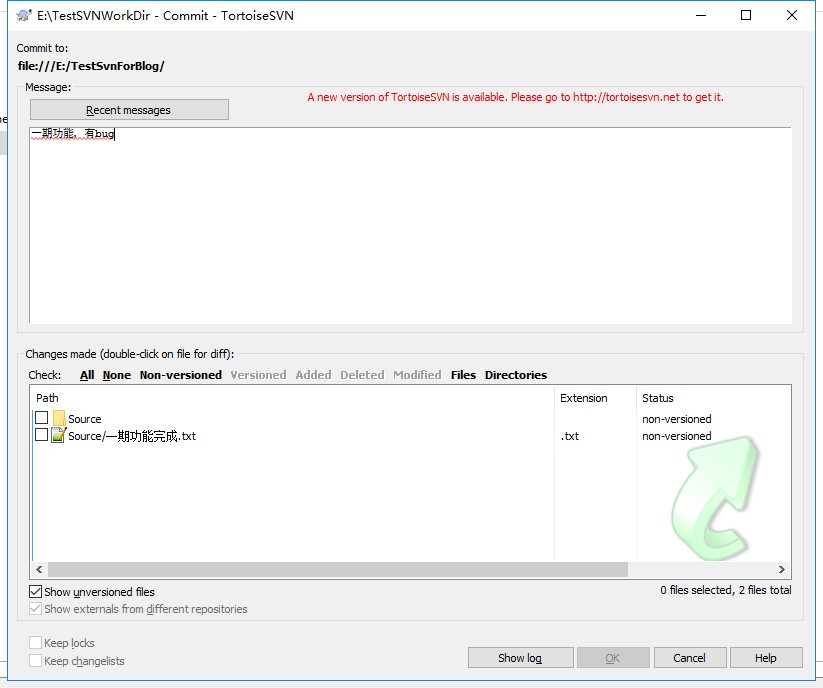 E:\TestSVNWorkDir - Commit - TortoiseSVN
Commit to:
file:///E:/TestSvnForBlog/
Message:
Recent messages
A new version of TortoiseSVN is available. Please go to http://tortoisesvn.net to get it.
一期功能，有bug
Changes made (double-click on file for diff):
Check: All None Non-versioned Versioned Added Deleted Modified Files Directories
Path Extension Status
Source non-versioned
Source/一期功能完成.txt .txt non-versioned
Show unversioned files
0 files selected, 2 files total
Show externals from different repositories
Keep locks
Keep changelists
Show log OK Cancel Help